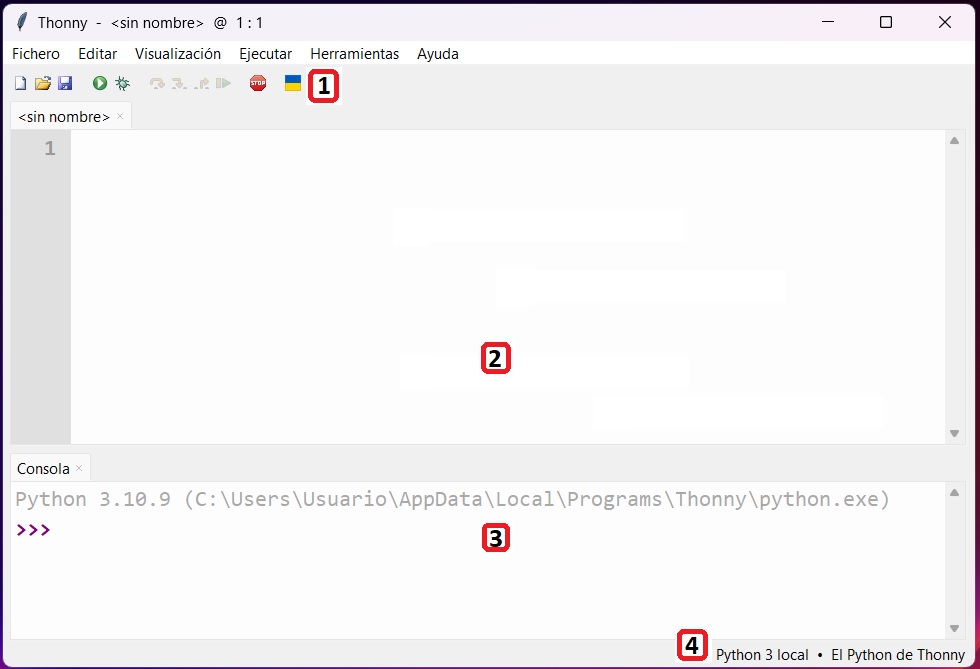 Thonny - <sin nombre> @ 1 : 1
Fichero Editar Visualización Ejecutar Herramientas Ayuda
STOP 1
<sin nombre> ×
1
2
Consola ×
Python 3.10.9 (C:\Users\Usuario\AppData\Local\Programs\Thonny\python.exe)
>>>
3
4 Python 3 local • El Python de Thonny